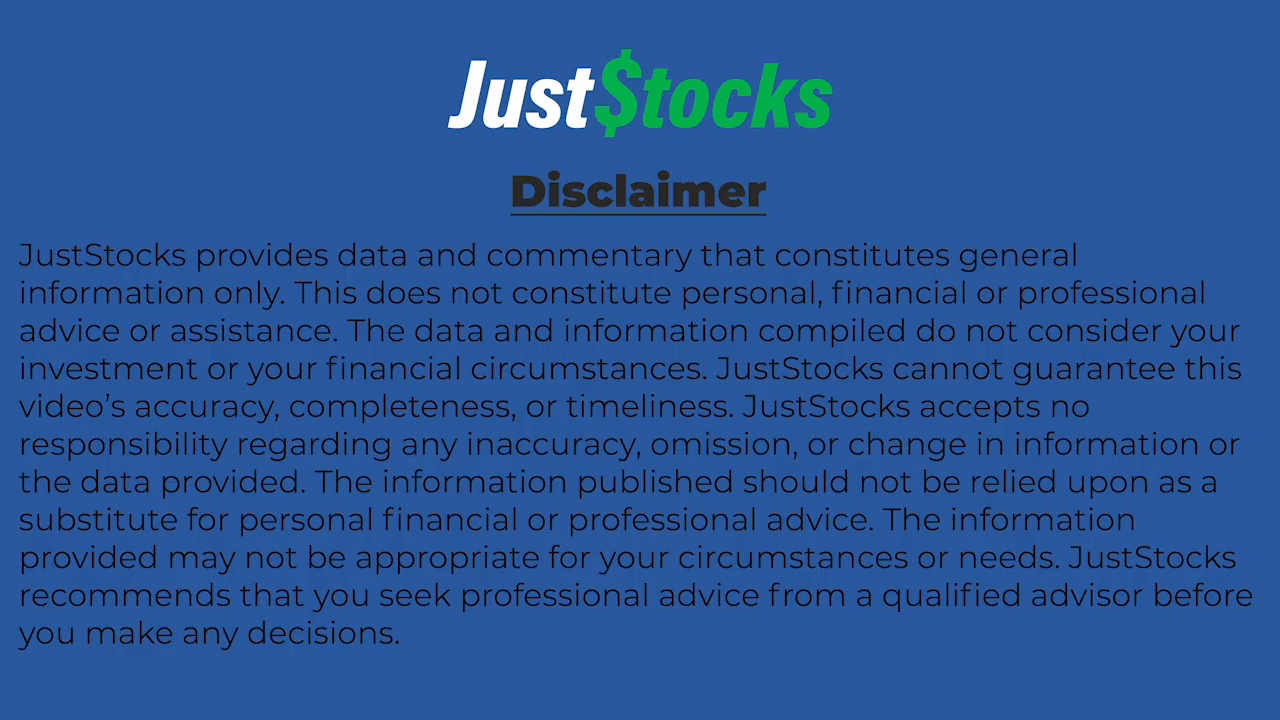 Just$tocks
Disclaimer
JustStocks provides data and commentary that constitutes general
information only. This does not constitute personal, financial or professional
advice or assistance. The data and information compiled do not consider your
investment or your financial circumstances. JustStocks cannot guarantee this
video’s accuracy, completeness, or timeliness. JustStocks accepts no
responsibility regarding any inaccuracy, omission, or change in information or
the data provided. The information published should not be relied upon as a
substitute for personal financial or professional advice. The information
provided may not be appropriate for your circumstances or needs. JustStocks
recommends that you seek professional advice from a qualified advisor before
you make any decisions.